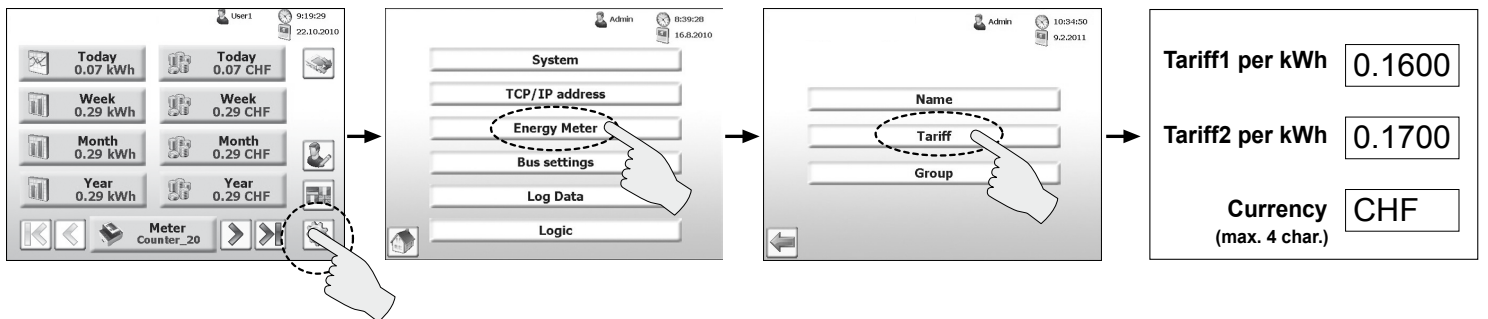 User1
9:19:29
22.10.2010
Today
0.07 kWh
Today
0.07 CHF
Week
0.29 kWh
Week
0.29 CHF
Month
0.29 kWh
Month
0.29 CHF
Year
0.29 kWh
Year
0.29 CHF
Meter
Counter_20
Admin
8:39:28
16.8.2010
System
TCP/IP address
Energy Meter
Bus settings
Log Data
Logic
Admin
10:34:50
9.2.2011
Name
Tariff
Group
Tariff1 per kWh 0.1600
Tariff2 per kWh 0.1700
Currency CHF
(max. 4 char.)